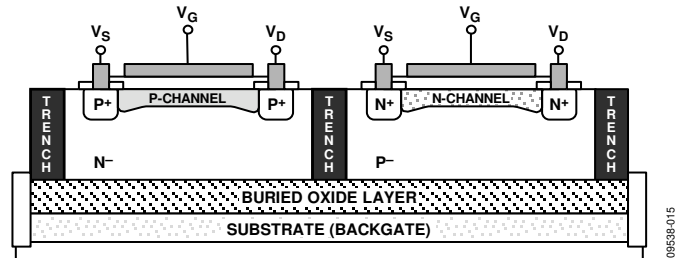 VG VG
VS VD VS VD
TRENCH P+ P-CHANNEL P+ TRENCH N+ N-CHANNEL N+ TRENCH
N– P–
BURIED OXIDE LAYER
SUBSTRATE (BACKGATE)
09538-015